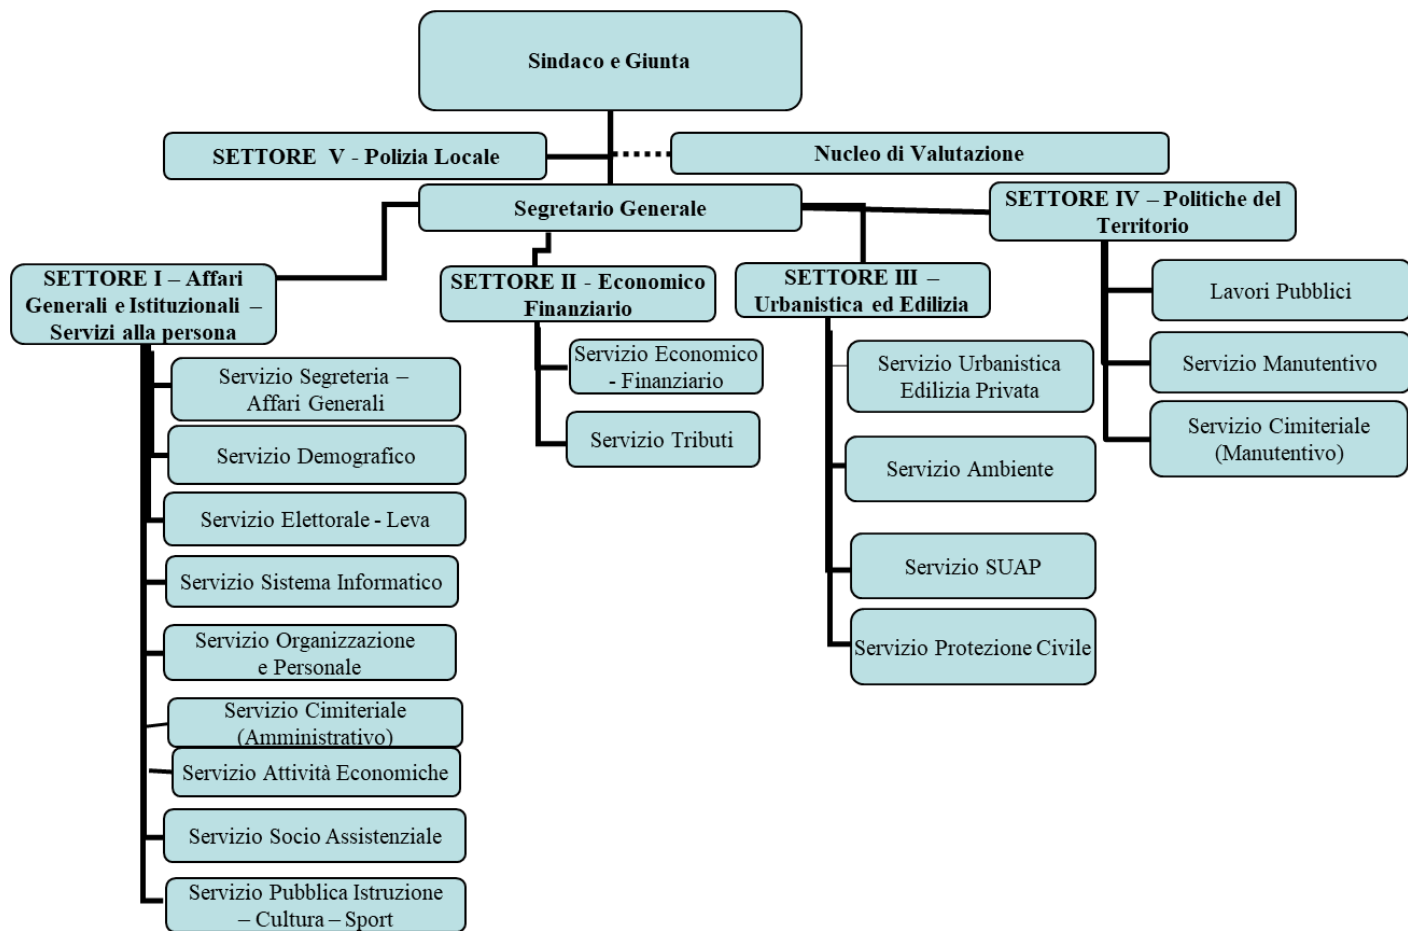 Sindaco e Giunta
SETTORE V - Polizia Locale
Nucleo di Valutazione
Segretario Generale
SETTORE IV – Politiche del
Territorio
SETTORE I – Affari
Generali e Istituzionali –
Servizi alla persona
SETTORE II - Economico
Finanziario
SETTORE III –
Urbanistica ed Edilizia
Servizio Segreteria –
Affari Generali
Servizio Demografico
Servizio Elettorale - Leva
Servizio Sistema Informatico
Servizio Organizzazione
e Personale
Servizio Cimiteriale
(Amministrativo)
Servizio Attività Economiche
Servizio Socio Assistenziale
Servizio Pubblica Istruzione
– Cultura – Sport
Servizio Economico
- Finanziario
Servizio Tributi
Servizio Urbanistica
Edilizia Privata
Servizio Ambiente
Servizio SUAP
Servizio Protezione Civile
Lavori Pubblici
Servizio Manutentivo
Servizio Cimiteriale
(Manutentivo)